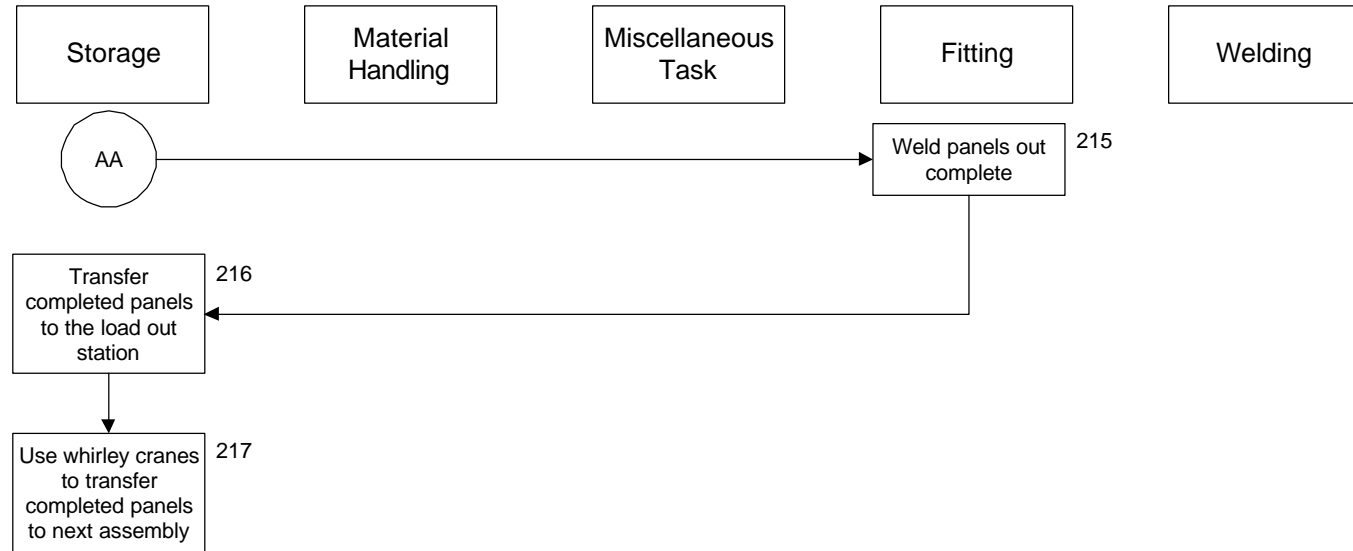 Storage
Material
Handling
Miscellaneous
Task
Fitting
Welding
AA
Weld panels out
complete
215
Transfer
completed panels
to the load out
station
216
Use whirley cranes
to transfer
completed panels
to next assembly
217